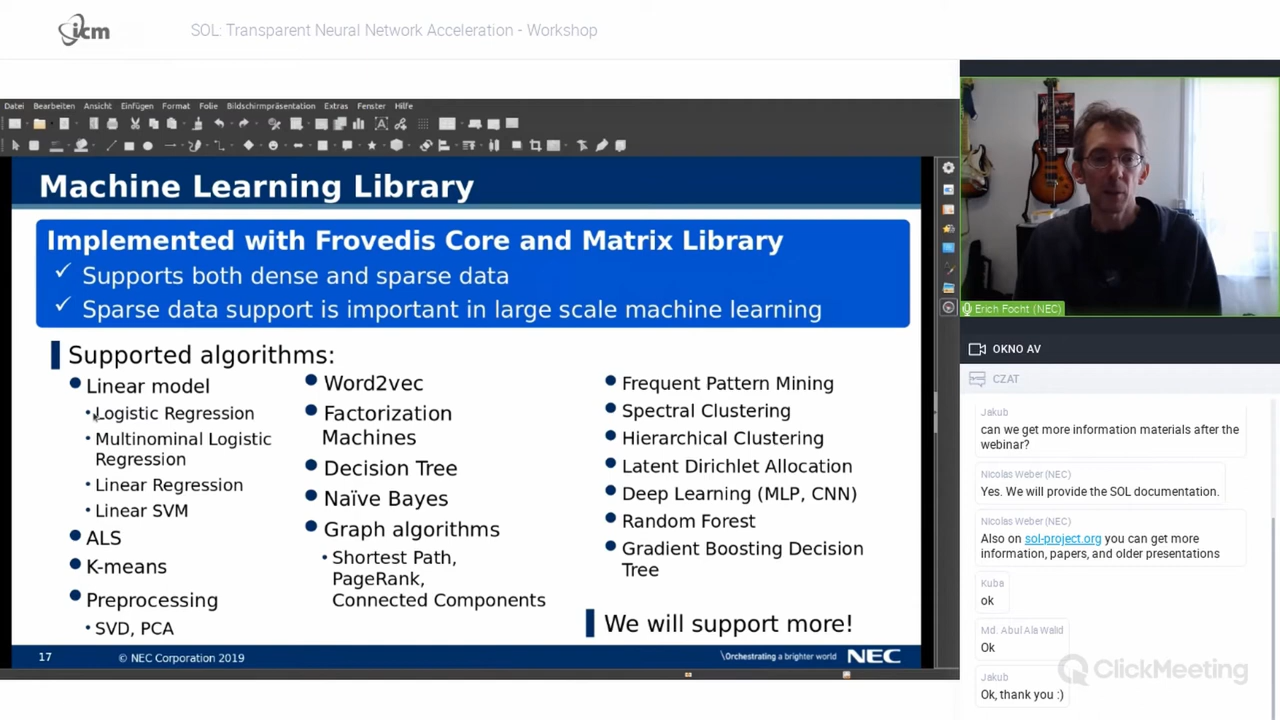 icm
SOL: Transparent Neural Network Acceleration - Workshop
Datei Bearbeiten Ansicht Einfügen Format Folie Bildschirmpräsentation Extras Fenster Hilfe
Machine Learning Library
Implemented with Frovedis Core and Matrix Library
✓ Supports both dense and sparse data
✓ Sparse data support is important in large scale machine learning
Supported algorithms:
• Linear model
• Logistic Regression
• Multinominal Logistic
Regression
• Linear Regression
• Linear SVM
• ALS
• K-means
• Preprocessing
• SVD, PCA
• Word2vec
• Factorization
Machines
• Decision Tree
• Naïve Bayes
• Graph algorithms
• Shortest Path,
PageRank,
Connected Components
• Frequent Pattern Mining
• Spectral Clustering
• Hierarchical Clustering
• Latent Dirichlet Allocation
• Deep Learning (MLP, CNN)
• Random Forest
• Gradient Boosting Decision
Tree
We will support more!
17 © NEC Corporation 2019
\Orchestrating a brighter world NEC
Erich Focht (NEC)
OKNO AV
CZAT
Jakub
can we get more information materials after the
webinar?
Nicolas Weber (NEC)
Yes. We will provide the SOL documentation.
Nicolas Weber (NEC)
Also on sol-project.org you can get more
information, papers, and older presentations
Kuba
ok
Md. Abul Ala Walid
Ok
Jakub
Ok, thank you :)
ClickMeeting